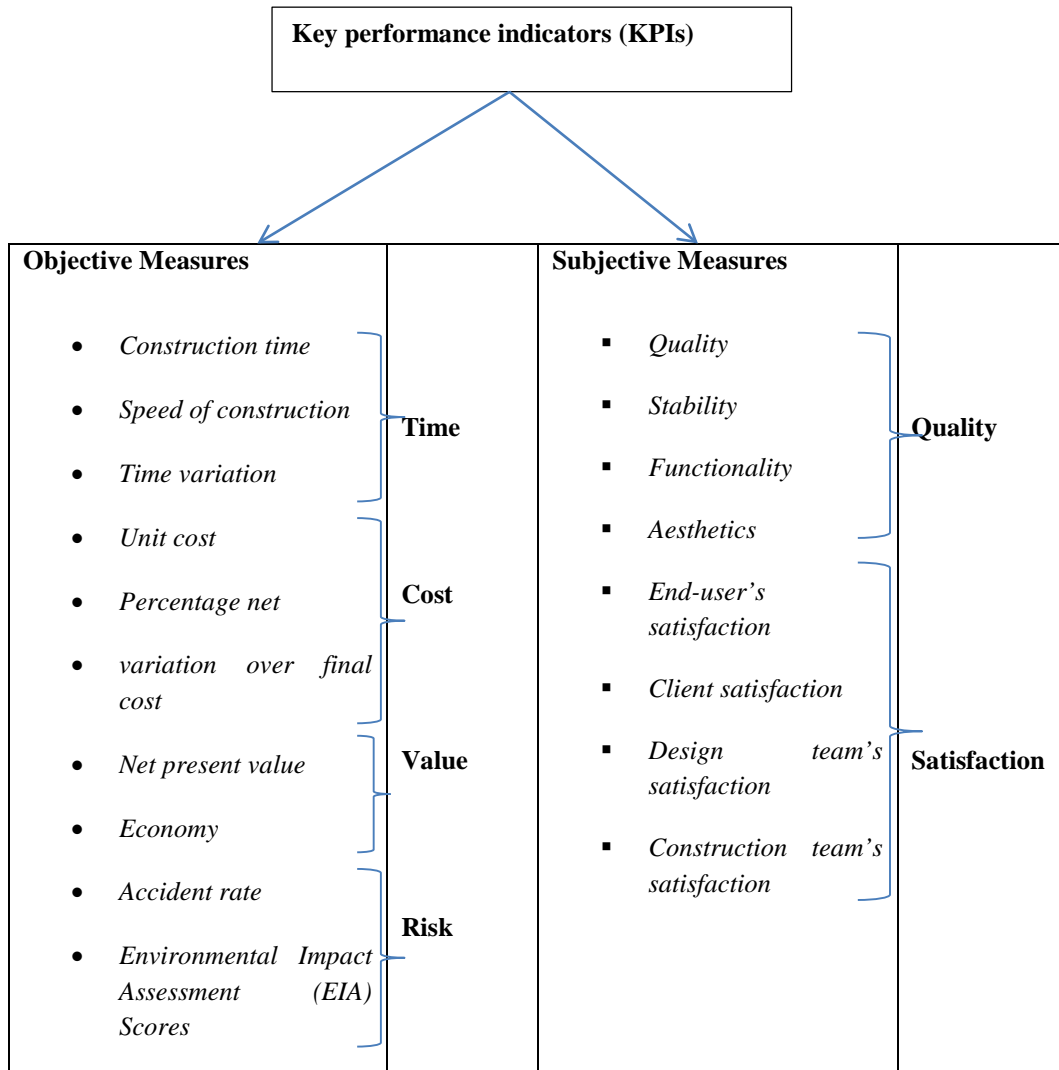 Key performance indicators (KPIs)
Objective Measures
Construction time
Speed of construction
Time variation
Unit cost
Percentage net
variation over final
cost
Net present value
Economy
Accident rate
Environmental Impact
Assessment (EIA)
Scores
Time
Cost
Value
Risk
Subjective Measures
Quality
Stability
Functionality
Aesthetics
End-user’s
satisfaction
Client satisfaction
Design team’s
satisfaction
Construction team’s
satisfaction
Quality
Satisfaction